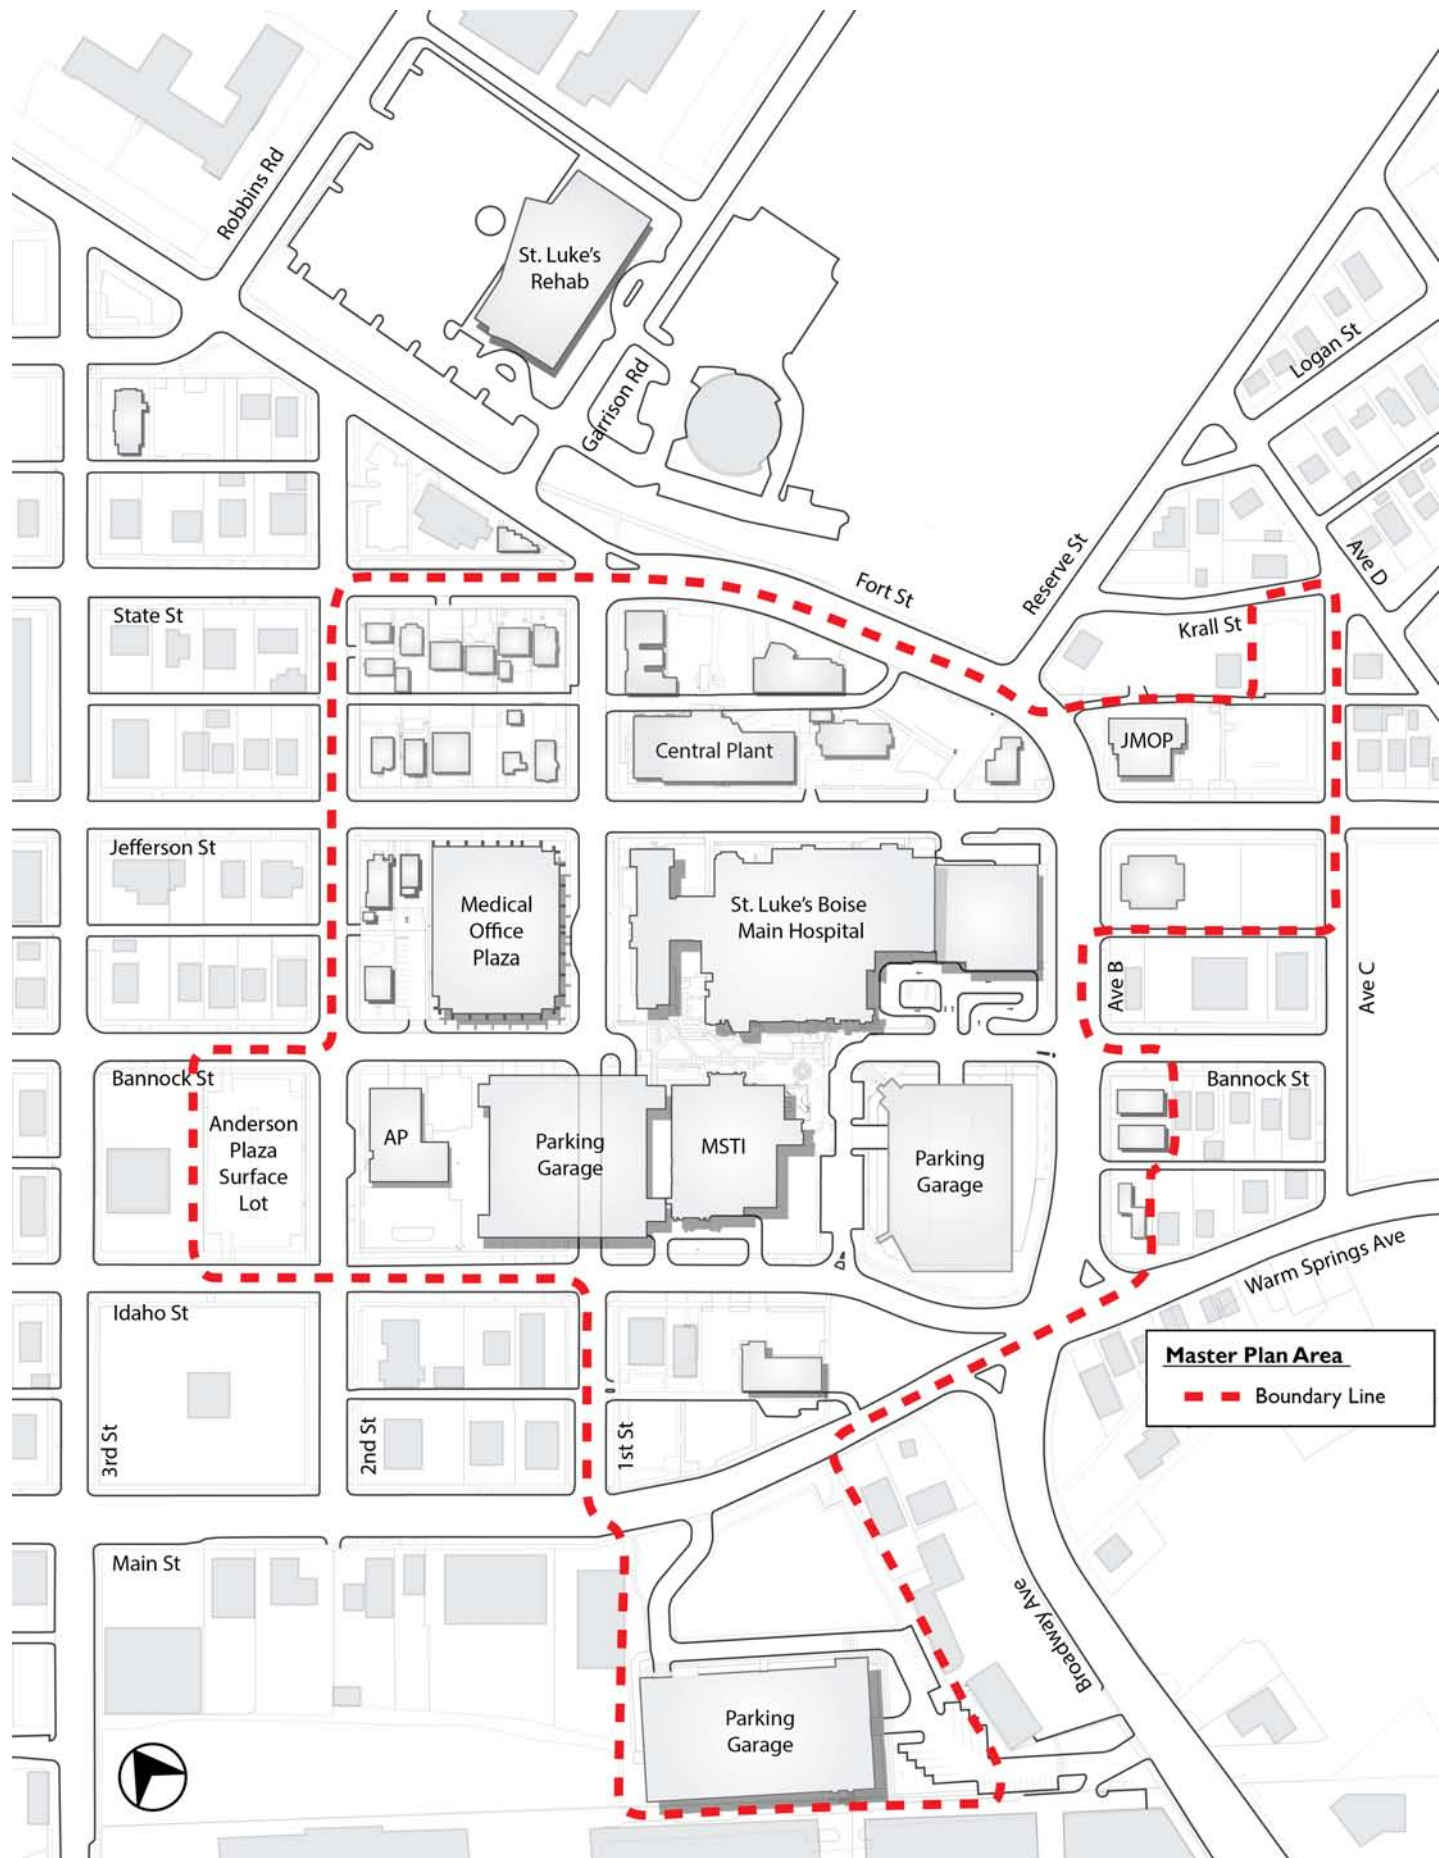 Robbins Rd
St. Luke's
Rehab
Logan St
Garrison Rd
Ave D
Reserve St
Fort St
State St
Krall St
Central Plant
JMOP
Jefferson St
Medical
Office
Plaza
St. Luke's Boise
Main Hospital
Ave B
Ave C
Bannock St
Bannock St
Anderson
Plaza
Surface
Lot
AP
Parking
Garage
MSTI
Parking
Garage
Warm Springs Ave
Idaho St
Master Plan Area
Boundary Line
3rd St
2nd St
1st St
Main St
Broadway Ave
Parking
Garage